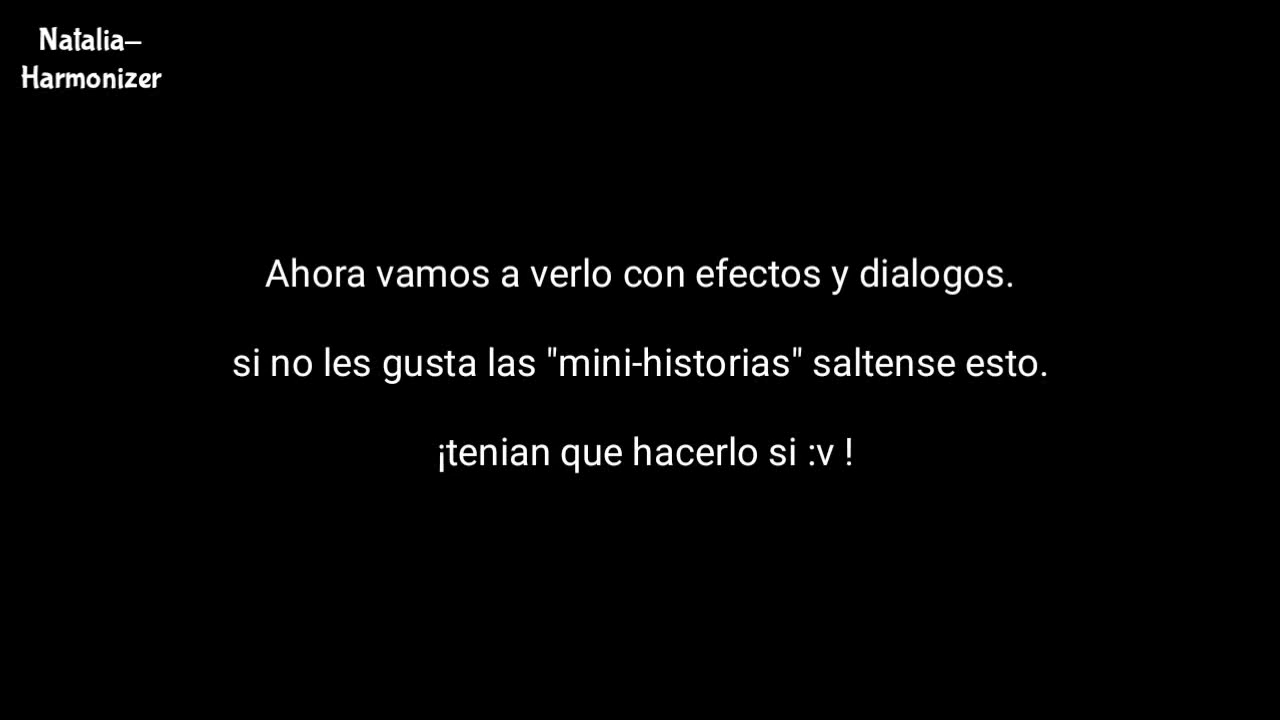 Natalia-
Harmonizer
Ahora vamos a verlo con efectos y dialogos.
si no les gusta las "mini-historias" saltense esto.
¡tenian que hacerlo si :v !